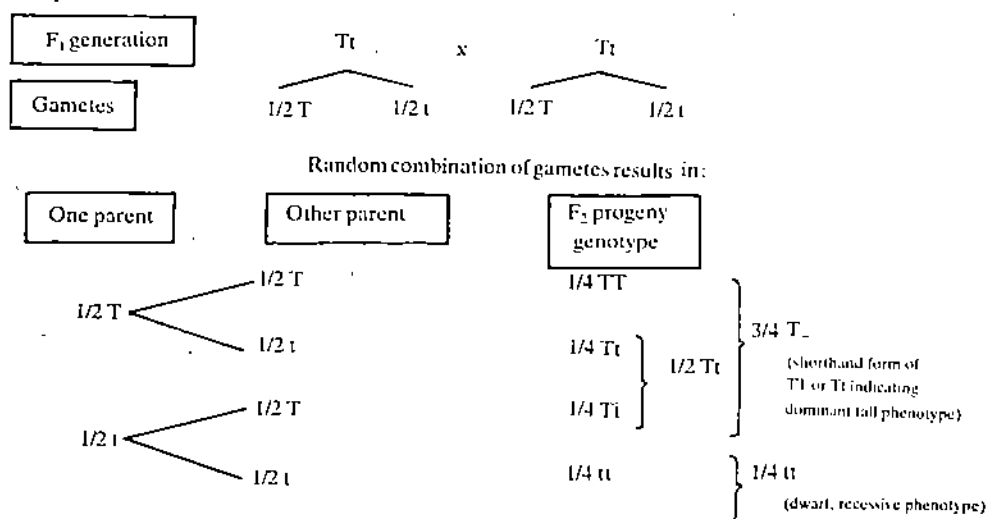 F₁ generation
Tt x Tt
Gametes
1/2 T 1/2 t 1/2 T 1/2 t
Random combination of gametes results in:
One parent Other parent F₂ progeny
genotype
1/2 T 1/4 TT
1/2 T 3/4 T_
1/2 t 1/4 Tt 1/2 Tt (shorthand form of
TT or Tt indicating
1/2 T 1/4 Tt dominant tall phenotype)
1/2 t
1/2 t 1/4 tt 1/4 tt
(dwarf, recessive phenotype)